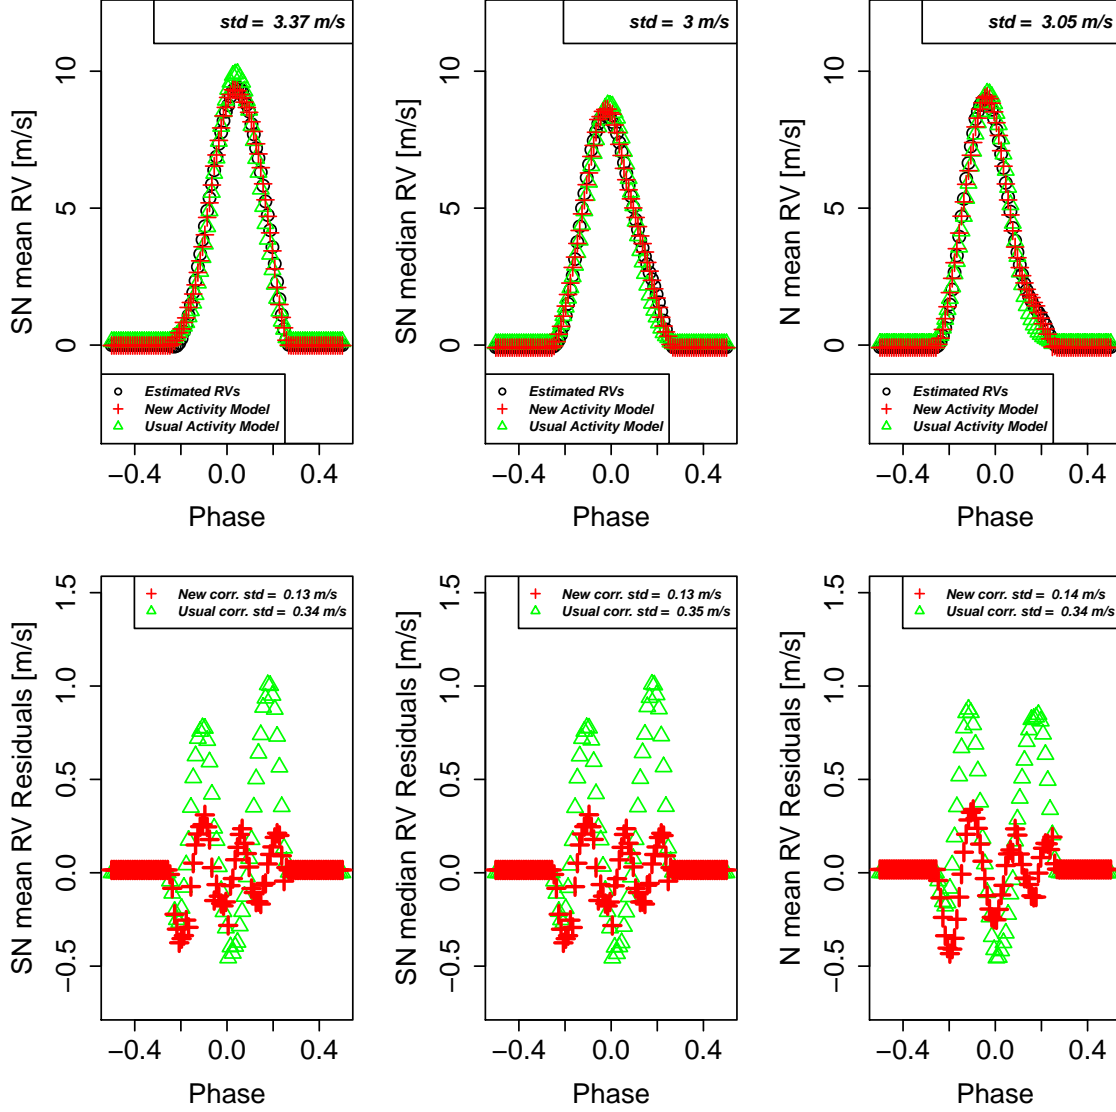 std = 3.37 m/s
SN mean RV [m/s]
10
5
0
Estimated RVs
New Activity Model
Usual Activity Model
−0.4 0.0 0.4
Phase
std = 3 m/s
SN median RV [m/s]
10
5
0
Estimated RVs
New Activity Model
Usual Activity Model
−0.4 0.0 0.4
Phase
std = 3.05 m/s
N mean RV [m/s]
10
5
0
Estimated RVs
New Activity Model
Usual Activity Model
−0.4 0.0 0.4
Phase
New corr. std = 0.13 m/s
Usual corr. std = 0.34 m/s
SN mean RV Residuals [m/s]
1.5
1.0
0.5
0.0
−0.5
−0.4 0.0 0.4
Phase
New corr. std = 0.13 m/s
Usual corr. std = 0.35 m/s
SN median RV Residuals [m/s]
1.5
1.0
0.5
0.0
−0.5
−0.4 0.0 0.4
Phase
New corr. std = 0.14 m/s
Usual corr. std = 0.34 m/s
N mean RV Residuals [m/s]
1.5
1.0
0.5
0.0
−0.5
−0.4 0.0 0.4
Phase